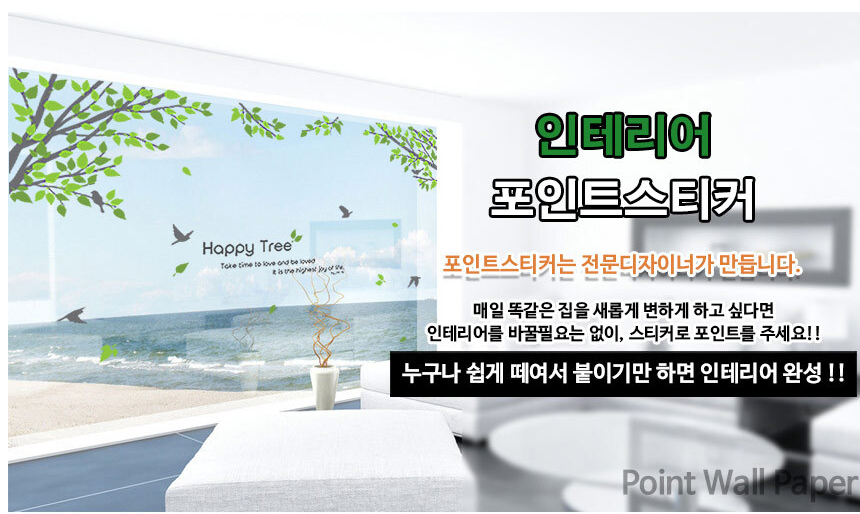 Happy Tree
Take time to love and be loved
It is the highest joy of life.
인테리어
포인트스티커
포인트스티커는 전문디자이너가 만듭니다.
매일 똑같은 집을 새롭게 변하게 하고 싶다면
인테리어를 바꿀필요는 없이, 스티커로 포인트를 주세요!!
누구나 쉽게 떼여서 붙이기만 하면 인테리어 완성 !!
Point Wall Paper